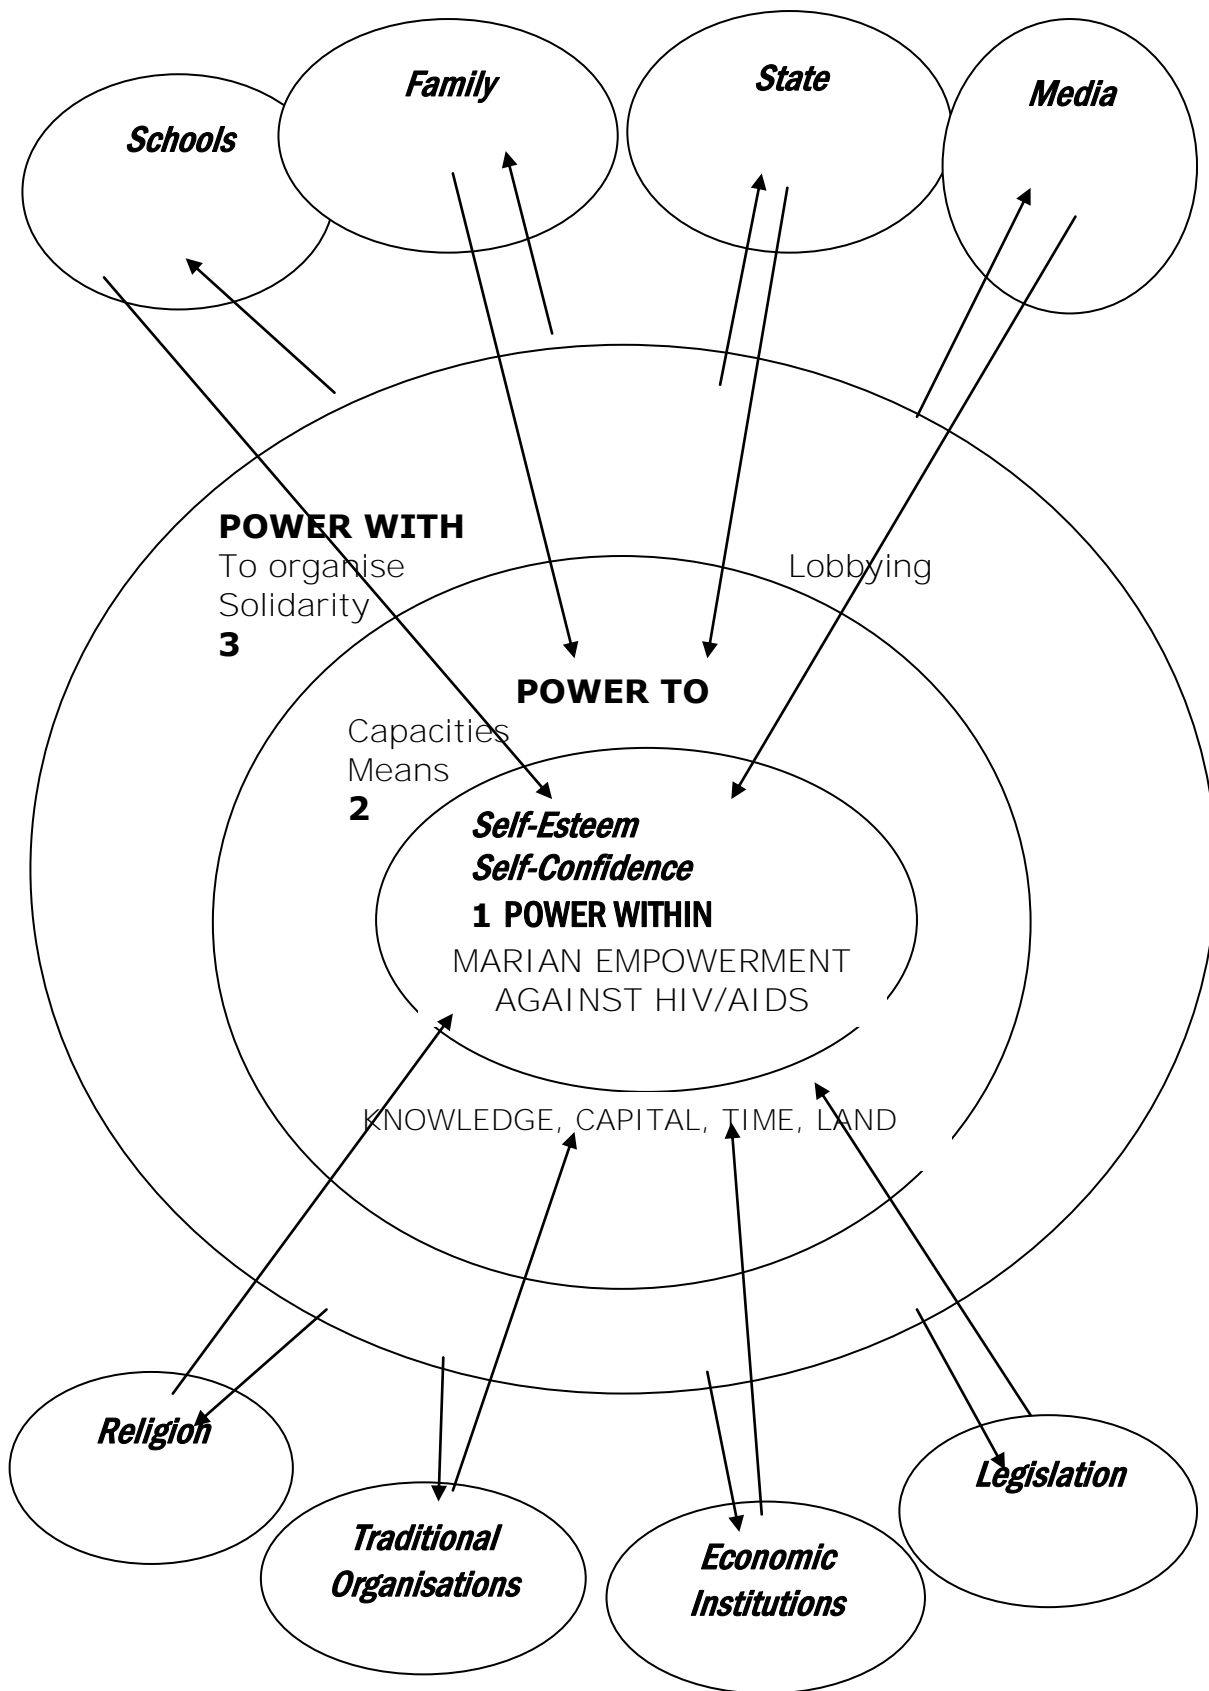 Family
State
Media
Schools
POWER WITH
To organise
Solidarity
3
Lobbying
POWER TO
Capacities
Means
2
Self-Esteem
Self-Confidence
1 POWER WITHIN
MARIAN EMPOWERMENT
AGAINST HIV/AIDS
KNOWLEDGE, CAPITAL, TIME, LAND
Religion
Legislation
Traditional
Organisations
Economic
Institutions